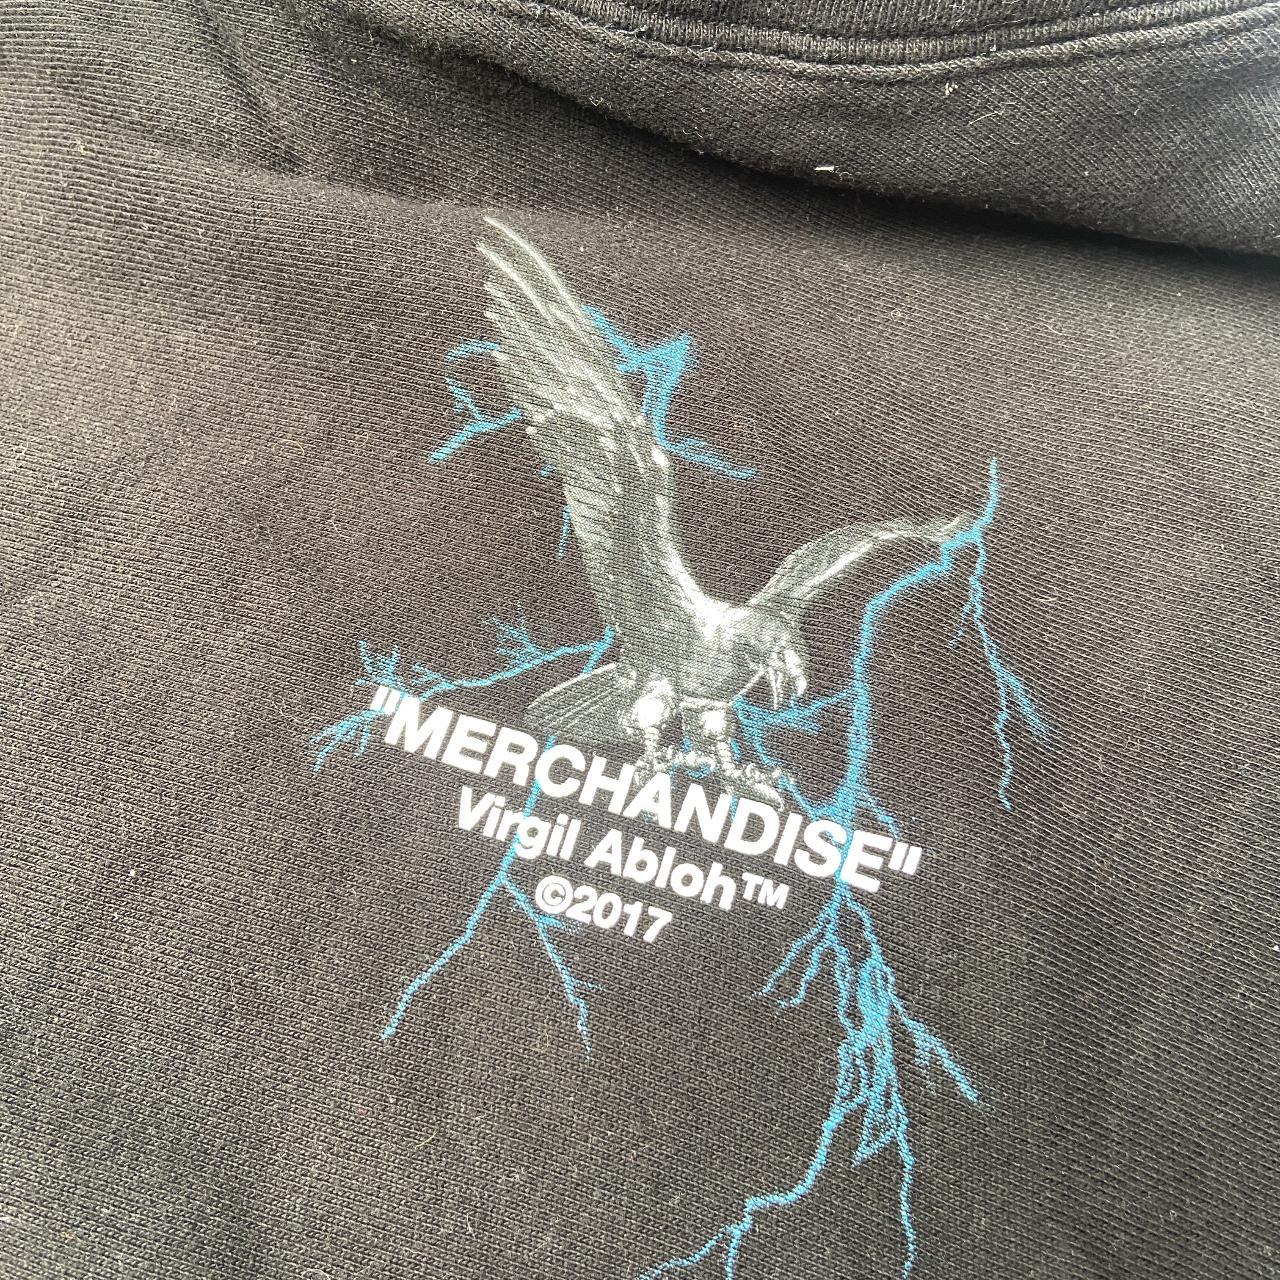 "MERCHANDISE"
Virgil Abloh™
©2017